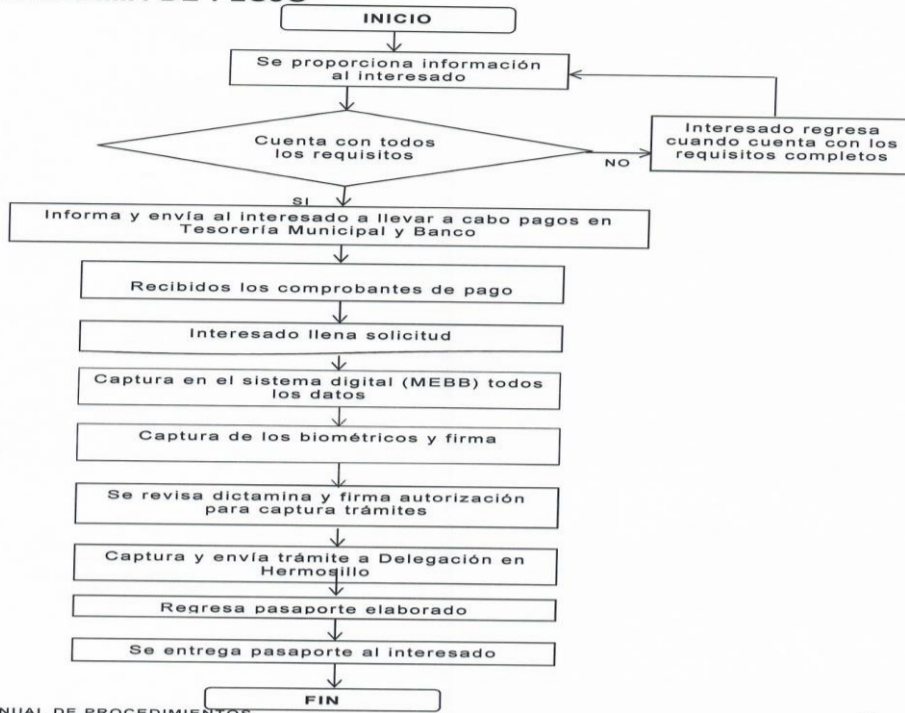 INICIO
Se proporciona información
al interesado
Cuenta con todos
los requisitos
NO
Interesado regresa
cuando cuenta con los
requisitos completos
SI
Informa y envía al interesado a llevar a cabo pagos en
Tesorería Municipal y Banco
Recibidos los comprobantes de pago
Interesado llena solicitud
Captura en el sistema digital (MEBB) todos
los datos
Captura de los biométricos y firma
Se revisa dictamina y firma autorización
para captura trámites
Captura y envía trámite a Delegación en
Hermosillo
Regresa pasaporte elaborado
Se entrega pasaporte al interesado
FIN
NUAL DE PROCEDIMIENTOS